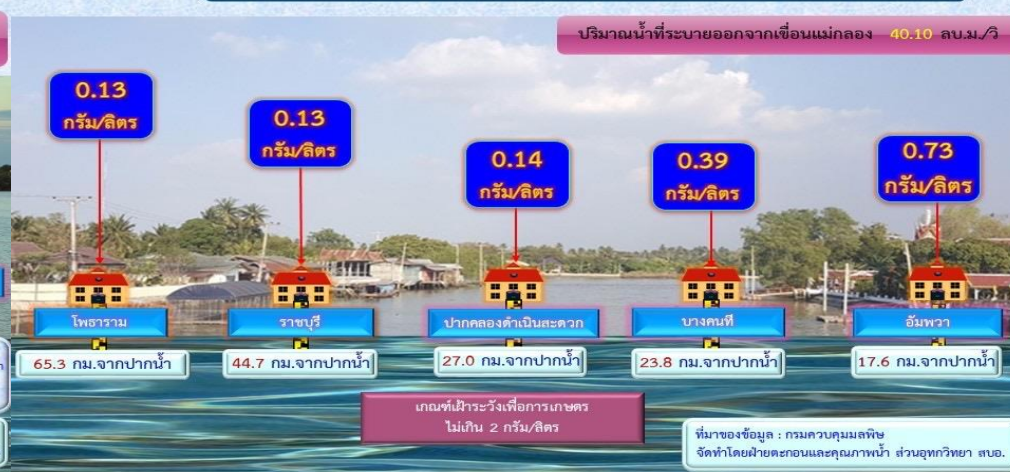 ปริมาณน้ำที่ระบายออกจากเขื่อนแม่กลอง 40.10 ลบ.ม./วิ
0.13
กรัม/ลิตร
0.13
กรัม/ลิตร
0.14
กรัม/ลิตร
0.39
กรัม/ลิตร
0.73
กรัม/ลิตร
โพธาราม
ราชบุรี
ปากคลองดำเนินสะดวก
บางคนที
อัมพวา
65.3 กม.จากปากน้ำ
44.7 กม.จากปากน้ำ
27.0 กม.จากปากน้ำ
23.8 กม.จากปากน้ำ
17.6 กม.จากปากน้ำ
เกณฑ์เฝ้าระวังเพื่อการเกษตร
ไม่เกิน 2 กรัม/ลิตร
ที่มาของข้อมูล : กรมควบคุมมลพิษ
จัดทำโดยฝ่ายตะกอนและคุณภาพน้ำ ส่วนอุทกวิทยา สบอ.